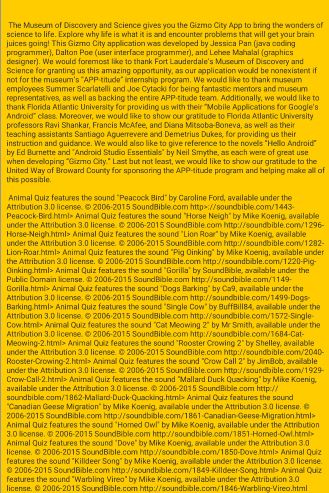 The Museum of Discovery and Science gives you the Gizmo City App to bring the wonders of
science to life. Explore why life is what it is and encounter problems that will get your brain
juices going! This Gizmo City application was developed by Jessica Pan (java coding
programmer), Dalton Poe (user interface programmer), and Lehee Mahalal (graphics
designer). We would foremost like to thank Fort Lauderdale's Museum of Discovery and
Science for granting us this amazing opportunity, as our application would be nonexistent if
not for the museum's "APP-titude" internship program. We would like to thank museum
employees Summer Scarlatelli and Joe Cytacki for being fantastic mentors and museum
representatives, as well as backing the entire APP-titude team. Additionally, we would like to
thank Florida Atlantic University for providing us with their "Mobile Applications for Google's
Android" class. Moreover, we would like to show our gratitude to Florida Atlantic University
professors Ravi Shankar, Francis McAfee, and Diana Mitsoba-Boneva, as well as their
teaching assistants Santiago Aguerrevere and Demetrius Dukes, for providing us their
instruction and guidance. We would also like to give reference to the novels "Hello Android"
by Ed Burnette and "Android Studio Essentials" by Neil Smythe, as each were of great use
when developing "Gizmo City." Last but not least, we would like to show our gratitude to the
United Way of Broward County for sponsoring the APP-titude program and helping make all of
this possible.
Animal Quiz features the sound "Peacock Bird" by Caroline Ford, available under the
Attribution 3.0 license. © 2006-2015 SoundBible.com <http://soundbible.com/1443-
Peacock-Bird.html> Animal Quiz features the sound "Horse Neigh" by Mike Koenig, available
under the Attribution 3.0 license. © 2006-2015 SoundBible.com http://soundbible.com/1296-
Horse-Neigh.html> Animal Quiz features the sound "Lion Roar" by Mike Koenig, available
under the Attribution 3.0 license. © 2006-2015 SoundBible.com http://soundbible.com/1282-
Lion-Roar.html> Animal Quiz features the sound "Pig Oinking" by Mike Koenig, available
under the Attribution 3.0 license. © 2006-2015 SoundBible.com http://soundbible.com/1220-Pig-
Oinking.html> Animal Quiz features the sound "Gorilla" by SoundBible, available under the
Public Domain license. © 2006-2015 SoundBible.com http://soundbible.com/1149-
Gorilla.html> Animal Quiz features the sound "Dogs Barking" by Ca9, available under the
Attribution 3.0 license. © 2006-2015 SoundBible.com http://soundbible.com/1499-Dogs-
Barking.html> Animal Quiz features the sound "Single Cow" by BuffBill84, available under the
Attribution 3.0 license. © 2006-2015 SoundBible.com http://soundbible.com/1572-Single-
Cow.html> Animal Quiz features the sound "Cat Meowing 2" by Mr Smith, available under the
Attribution 3.0 license. © 2006-2015 SoundBible.com http://soundbible.com/1684-Cat-
Meowing-2.html> Animal Quiz features the sound "Rooster Crowing 2" by Shelley, available
under the Attribution 3.0 license. © 2006-2015 SoundBible.com http://soundbible.com/2040-
Rooster-Crowing-2.html> Animal Quiz features the sound "Crow Call 2" by JimBob, available
under the Attribution 3.0 license. © 2006-2015 SoundBible.com http://soundbible.com/1929-
Crow-Call-2.html> Animal Quiz features the sound "Mallard Duck Quacking" by Mike Koenig,
available under the Attribution 3.0 license. © 2006-2015 SoundBible.com http://
soundbible.com/1862-Mallard-Duck-Quacking.html> Animal Quiz features the sound
"Canadian Geese Migration" by Mike Koenig, available under the Attribution 3.0 license. ©
2006-2015 SoundBible.com http://soundbible.com/1861-Canadian-Geese-Migration.html>
Animal Quiz features the sound "Horned Owl" by Mike Koenig, available under the Attribution
3.0 license. © 2006-2015 SoundBible.com http://soundbible.com/1851-Horned-Owl.html>
Animal Quiz features the sound "Dove" by Mike Koenig, available under the Attribution 3.0
license. © 2006-2015 SoundBible.com http://soundbible.com/1850-Dove.html> Animal Quiz
features the sound "Killdeer Song" by Mike Koenig, available under the Attribution 3.0 license.
© 2006-2015 SoundBible.com http://soundbible.com/1849-Killdeer-Song.html> Animal Quiz
features the sound "Warbling Vireo" by Mike Koenig, available under the Attribution 3.0
license. © 2006-2015 SoundBible.com http://soundbible.com/1846-Warbling-Vireo.html